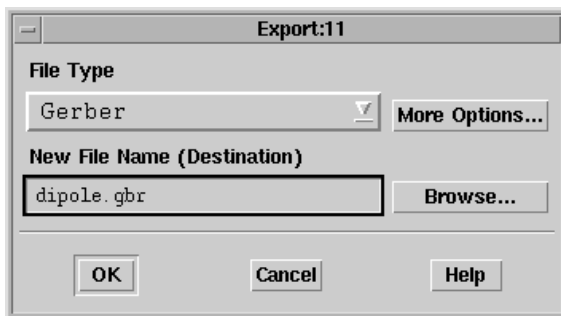 Export:11
File Type
Gerber
More Options...
New File Name (Destination)
dipole.gbr
Browse...
OK Cancel Help